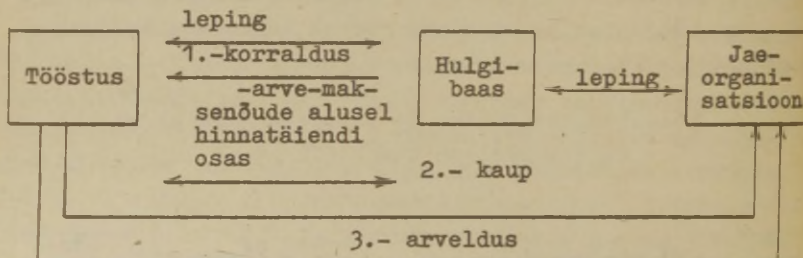 leping
1.-korraldus
Tööstus
-arve-mak-
senõude alusel
hinnatäiendi
osas
Hulgi-
baas
leping
Jae-
organi-
satsioon
2.- kaup
3.- arveldus